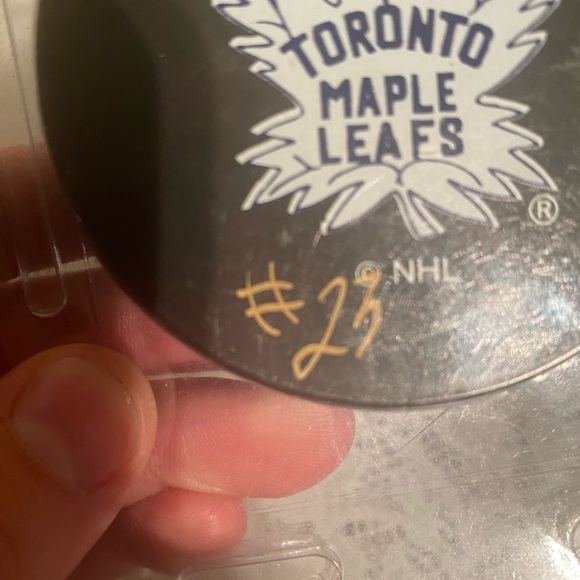 TORONTO
MAPLE
LEAFS
®
© NHL
#23